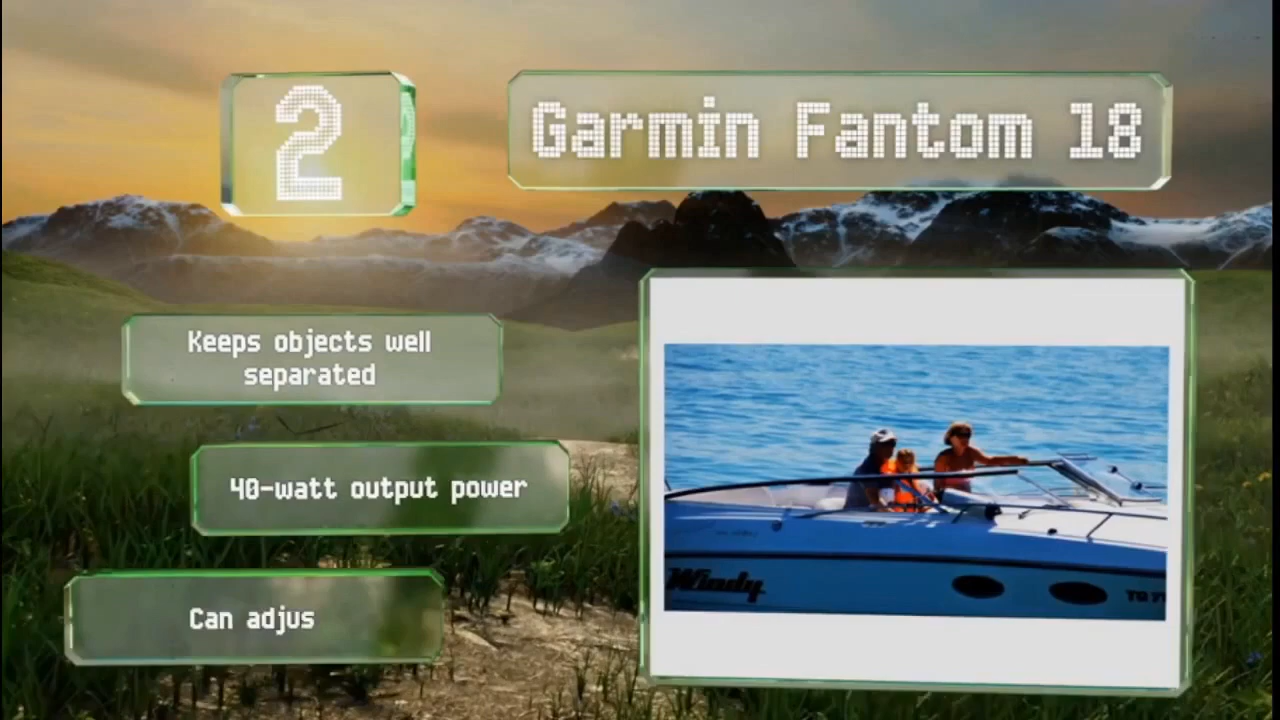 2
Garmin Fantom 18
Keeps objects well
separated
40-watt output power
Can adjus
Windy